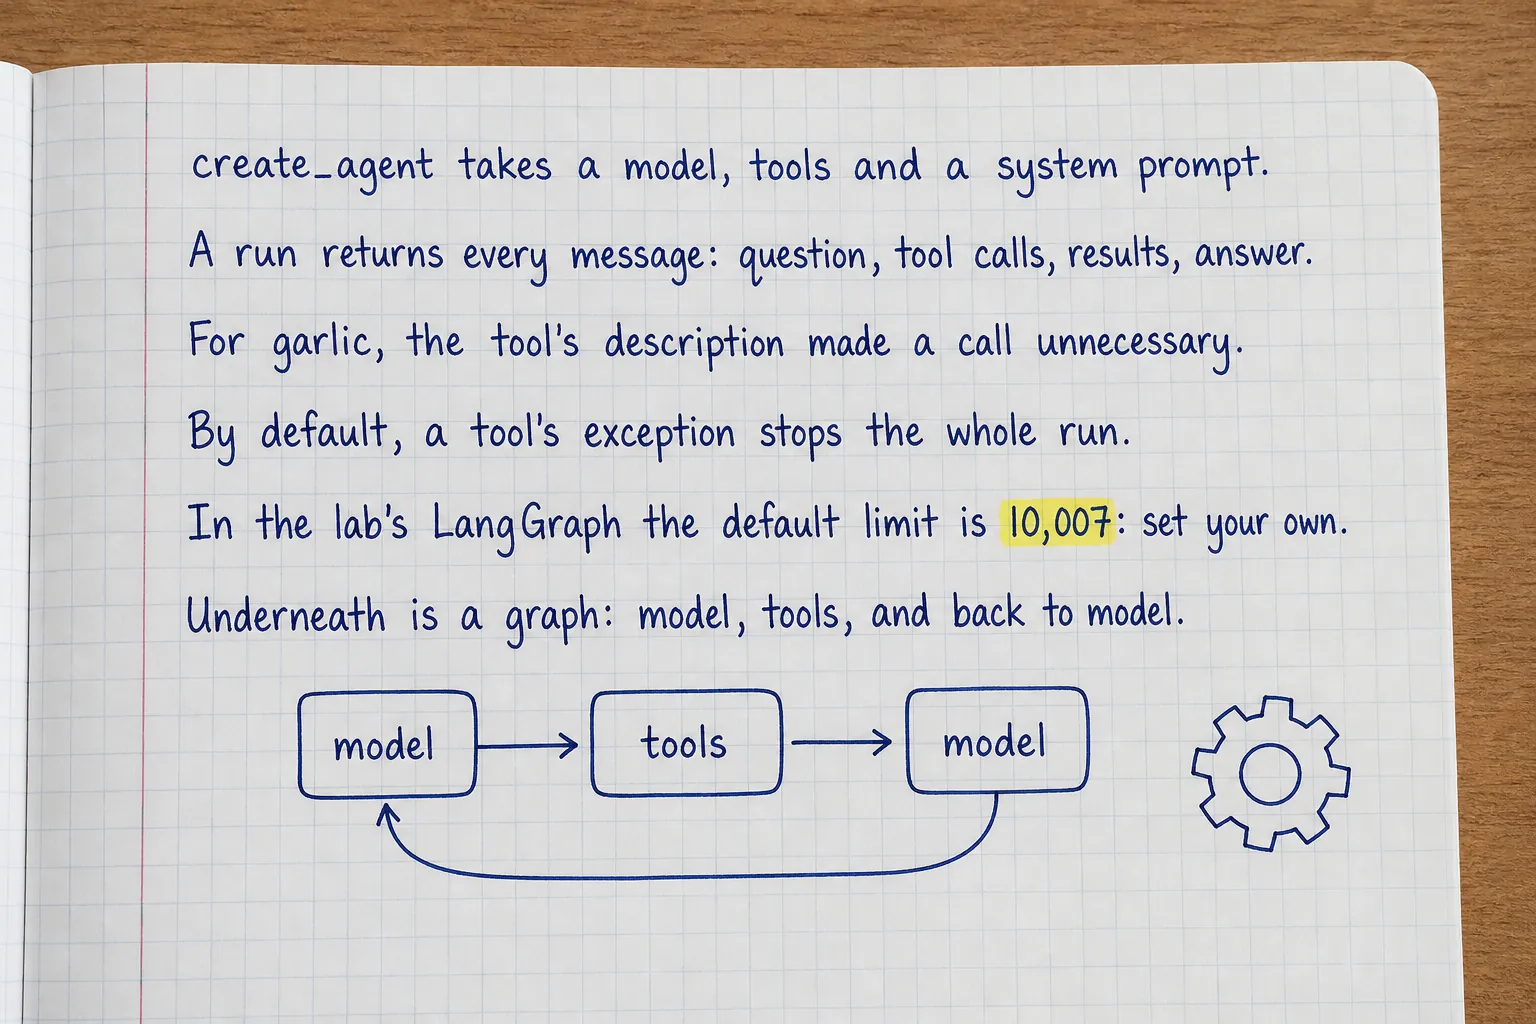 create_agent takes a model, tools and a system prompt.
A run returns every message: question, tool calls, results, answer.
For garlic, the tool's description made a call unnecessary.
By default, a tool's exception stops the whole run.
In the lab's LangGraph the default limit is 10,007: set your own.
Underneath is a graph: model, tools, and back to model.
model
tools
model